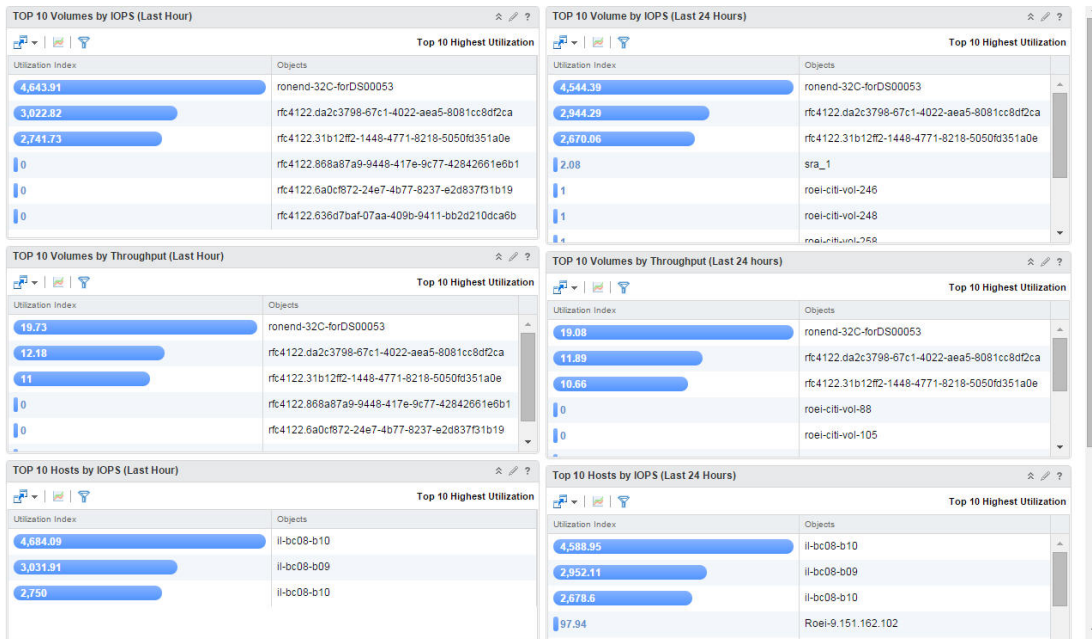 TOP 10 Volumes by IOPS (Last Hour)
?
Top 10 Highest Utilization
Utilization Index Objects
4,643.91 ronend-32C-forDS00053
3,022.82 rfc4122.da2c3798-67c1-4022-aea5-8081cc8df2ca
2,741.73 rfc4122.31b12ff2-1448-4771-8218-5050fd351a0e
0 rfc4122.868a87a9-9448-417e-9c77-42842661e6b1
0 rfc4122.6a0cf872-24e7-4b77-8237-e2d837f31b19
0 rfc4122.636d7baf-07aa-409b-9411-bb2d210dca6b
TOP 10 Volume by IOPS (Last 24 Hours)
?
Top 10 Highest Utilization
Utilization Index Objects
4,544.39 ronend-32C-forDS00053
2,944.29 rfc4122.da2c3798-67c1-4022-aea5-8081cc8df2ca
2,670.06 rfc4122.31b12ff2-1448-4771-8218-5050fd351a0e
2.08 sra_1
1 roei-citi-vol-246
1 roei-citi-vol-248
1 roei-citi-vol-258
TOP 10 Volumes by Throughput (Last Hour)
?
Top 10 Highest Utilization
Utilization Index Objects
19.73 ronend-32C-forDS00053
12.18 rfc4122.da2c3798-67c1-4022-aea5-8081cc8df2ca
11 rfc4122.31b12ff2-1448-4771-8218-5050fd351a0e
0 rfc4122.868a87a9-9448-417e-9c77-42842661e6b1
0 rfc4122.6a0cf872-24e7-4b77-8237-e2d837f31b19
TOP 10 Volumes by Throughput (Last 24 hours)
?
Top 10 Highest Utilization
Utilization Index Objects
19.08 ronend-32C-forDS00053
11.89 rfc4122.da2c3798-67c1-4022-aea5-8081cc8df2ca
10.66 rfc4122.31b12ff2-1448-4771-8218-5050fd351a0e
0 roei-citi-vol-88
0 roei-citi-vol-105
TOP 10 Hosts by IOPS (Last Hour)
?
Top 10 Highest Utilization
Utilization Index Objects
4,684.09 il-bc08-b10
3,031.91 il-bc08-b09
2,750 il-bc08-b10
Top 10 Hosts by IOPS (Last 24 Hours)
?
Top 10 Highest Utilization
Utilization Index Objects
4,588.95 il-bc08-b10
2,952.11 il-bc08-b09
2,678.6 il-bc08-b10
97.94 Roei-9.151.162.102